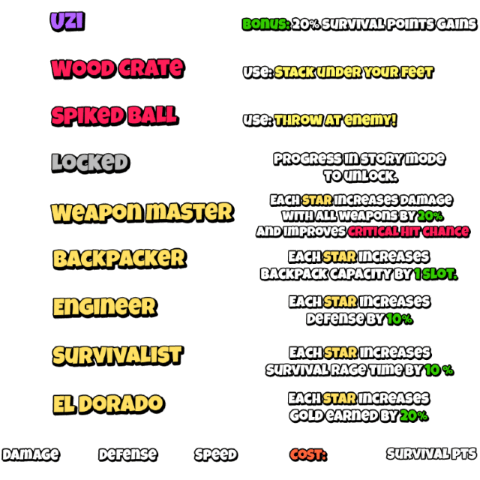 UZI
BONUS: 20% SURVIVAL POINTS GAINS
WOOD CRATE
USE: STACK UNDER YOUR FEET
SPIKED BALL
USE: THROW AT ENEMY!
LOCKED
PROGRESS IN STORY MODE
TO UNLOCK.
WEAPON MASTER
EACH STAR INCREASES DAMAGE
WITH ALL WEAPONS BY 20%
AND IMPROVES CRITICAL HIT CHANCE
BACKPACKER
EACH STAR INCREASES
BACKPACK CAPACITY BY 1 SLOT.
ENGINEER
EACH STAR INCREASES
DEFENSE BY 10%
SURVIVALIST
EACH STAR INCREASES
SURVIVAL RAGE TIME BY 10 %
EL DORADO
EACH STAR INCREASES
GOLD EARNED BY 20%
DAMAGE DEFENSE SPEED COST: SURVIVAL PTS